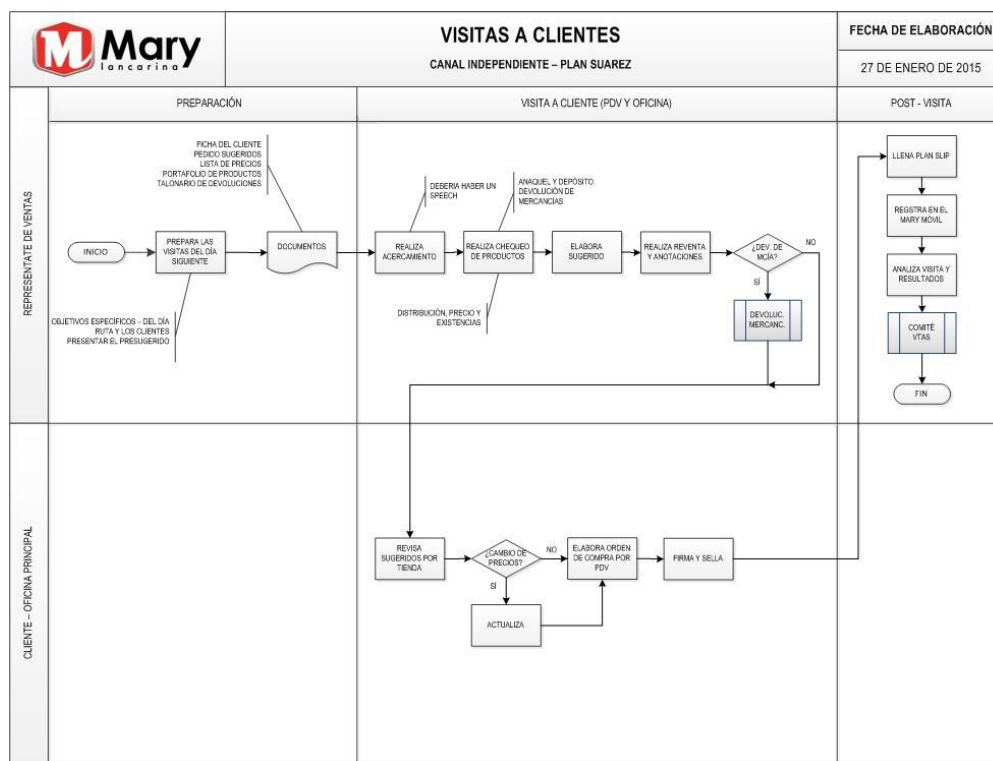 Mary
Iancarina
VISITAS A CLIENTES
CANAL INDEPENDIENTE – PLAN SUAREZ
FECHA DE ELABORACIÓN
27 DE ENERO DE 2015
PREPARACIÓN
VISITA A CLIENTE (PDV Y OFICINA)
POST - VISITA
REPRESENTATE DE VENTAS
FICHA DEL CLIENTE
PEDICO SUGERIDOS
LISTA DE PRECIOS
PORTAFOLIO DE PRODUCTOS
TALONARIO DE DEVOLUCIONES
INICIO
PREPARA LAS
VISITAS DEL DÍA
SIGUIENTE
DOCUMENTOS
OBJETIVOS ESPECÍFICOS – DEL DÍA
RUTA Y LOS CLIENTES
PRESENTAR EL PRESUGERIDO
DEBERIA HABER UN
SPEECH
ANAQUEL Y DEPÓSITO
DEVOLUCIÓN DE
MERCANCÍAS
REALIZA
ACERCAMIENTO
REALIZA CHEQUEO
DE PRODUCTOS
ELABORA
SUGERIDO
REALIZA REVENTA
Y ANOTACIONES
¿DEV. DE
MCÍA?
NO
SÍ
DISTRIBUCIÓN, PRECIO Y
EXISTENCIAS
DEVOLUC.
MERCANC.
LLENA PLAN SLIP
REGSTRA EN EL
MARY MÓVIL
ANALIZA VISITA Y
RESULTADOS
COMITÉ
VTAS
FIN
CLIENTE – OFICINA PRINCIPAL
REVISA
SUGERIDOS POR
TIENDA
¿CAMBIO DE
PRECIOS?
NO
SÍ
ELABORA ORDEN
DE COMPRA POR
PDV
FIRMA Y SELLA
ACTUALIZA